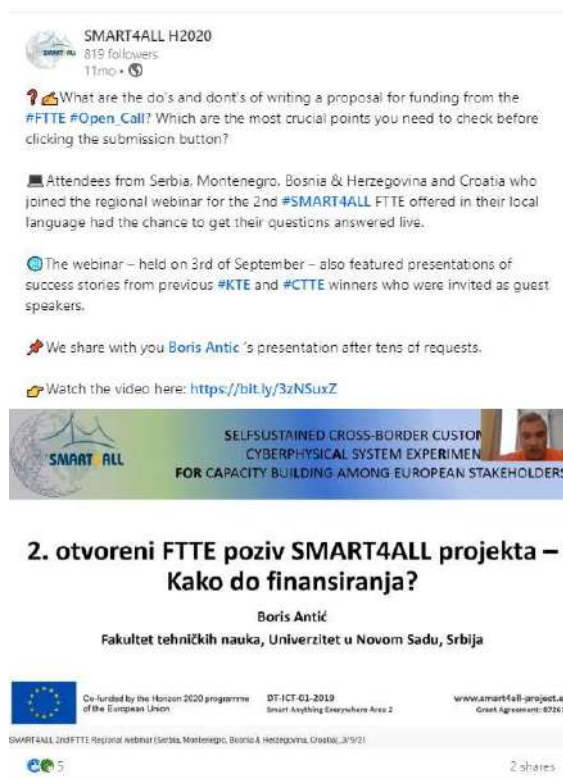 SMART4ALL H2020
819 followers
11mo •
What are the do's and dont's of writing a proposal for funding from the
#FTTE #Open_Call? Which are the most crucial points you need to check before
clicking the submission button?
Attendees from Serbia, Montenegro, Bosnia & Herzegovina and Croatia who
joined the regional webinar for the 2nd #SMART4ALL FTTE offered in their local
language had the chance to get their questions answered live.
The webinar – held on 3rd of September – also featured presentations of
success stories from previous #KTE and #CTTE winners who were invited as guest
speakers.
We share with you Boris Antic 's presentation after tens of requests.
Watch the video here: https://bit.ly/3zNSuxZ
SMART4ALL
SELFSUSTAINED CROSS-BORDER CUSTOM
CYBERPHYSICAL SYSTEM EXPERIMEN
FOR CAPACITY BUILDING AMONG EUROPEAN STAKEHOLDERS
2. otvoreni FTTE poziv SMART4ALL projekta –
Kako do finansiranja?
Boris Antić
Fakultet tehničkih nauka, Univerzitet u Novom Sadu, Srbija
Co-funded by the Horizon 2020 programme
of the European Union
DT-ICT-01-2019
Smart Anything Everywhere Area 2
www.smart4all-project.e
Grant Agreement: 8726
SMART4ALL 2nd FTTE Regional webinar (Serbia, Montenegro, Bosnia & Herzegovina, Croatia), 3/9/21
5
2 shares